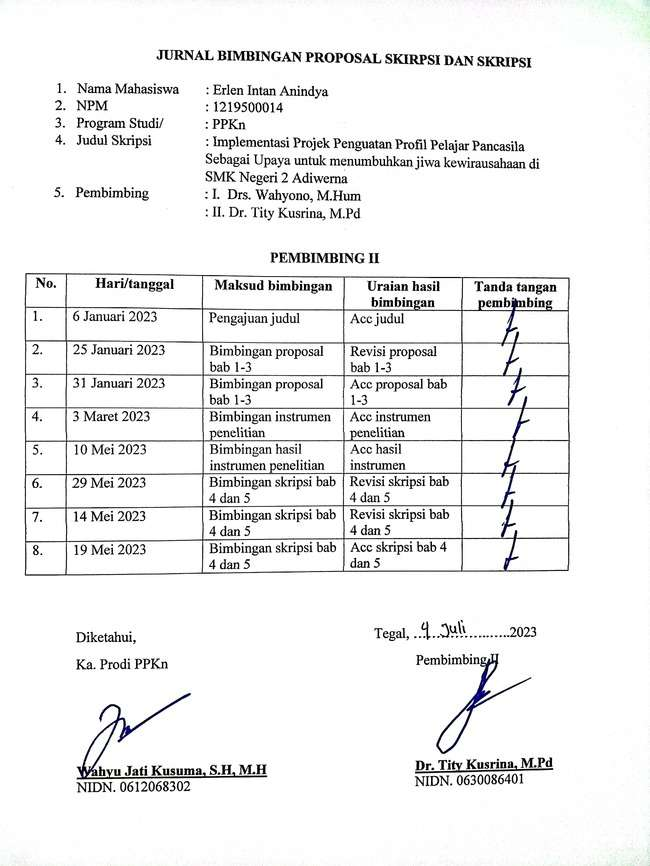 JURNAL BIMBINGAN PROPOSAL SKIRPSI DAN SKRIPSI
1. Nama Mahasiswa : Erlen Intan Anindya
2. NPM : 1219500014
3. Program Studi/ : PPKn
4. Judul Skripsi : Implementasi Projek Penguatan Profil Pelajar Pancasila
Sebagai Upaya untuk menumbuhkan jiwa kewirausahaan di
SMK Negeri 2 Adiwerna
5. Pembimbing : I. Drs. Wahyono, M.Hum
: II. Dr. Tity Kusrina, M.Pd
PEMBIMBING II
No. Hari/tanggal Maksud bimbingan Uraian hasil Tanda tangan
bimbingan pembimbing
1. 6 Januari 2023 Pengajuan judul Acc judul
2. 25 Januari 2023 Bimbingan proposal Revisi proposal
bab 1-3 bab 1-3
3. 31 Januari 2023 Bimbingan proposal Acc proposal bab
bab 1-3 1-3
4. 3 Maret 2023 Bimbingan instrumen Acc instrumen
penelitian penelitian
5. 10 Mei 2023 Bimbingan hasil Acc hasil
instrumen penelitian instrumen
6. 29 Mei 2023 Bimbingan skripsi bab Revisi skripsi bab
4 dan 5 4 dan 5
7. 14 Mei 2023 Bimbingan skripsi bab Revisi skripsi bab
4 dan 5 4 dan 5
8. 19 Mei 2023 Bimbingan skripsi bab Acc skripsi bab 4
4 dan 5 dan 5
Diketahui, Tegal, ...4 Juli...........2023
Ka. Prodi PPKn Pembimbing II
Wahyu Jati Kusuma, S.H, M.H Dr. Tity Kusrina, M.Pd
NIDN. 0612068302 NIDN. 0630086401